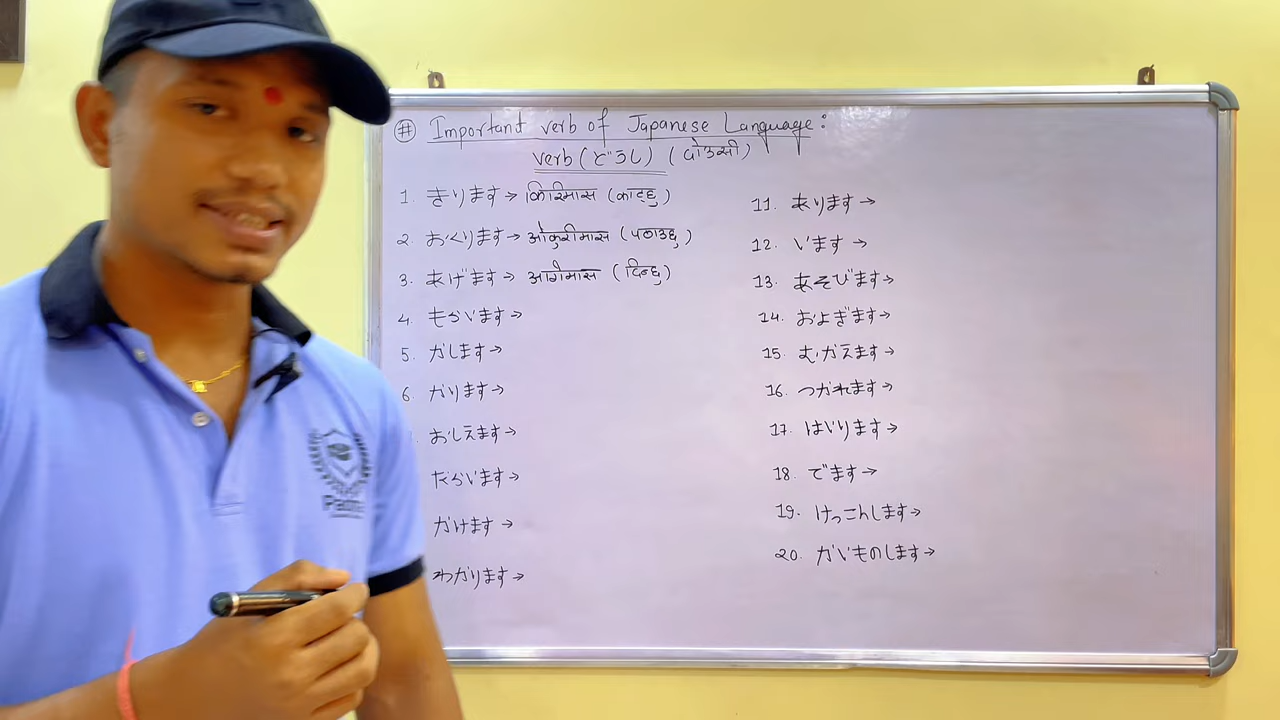 # Important verb of Japanese Language:
verb (どうし) (
1. きります → किरिमास (काट्छु)
2. おくります → ओकुरीमास (पठाउछु)
3. あげます → आगेमास (दिन्छु)
4. もらいます →
5. かします →
6. かります →
おしえます →
ならいます →
かけます →
わかります →
11. あります →
12. います →
13. あそびます →
14. およぎます →
15. むかえます →
16. つかれます →
17. はいります →
18. でます →
19. けっこんします →
20. かいものします →